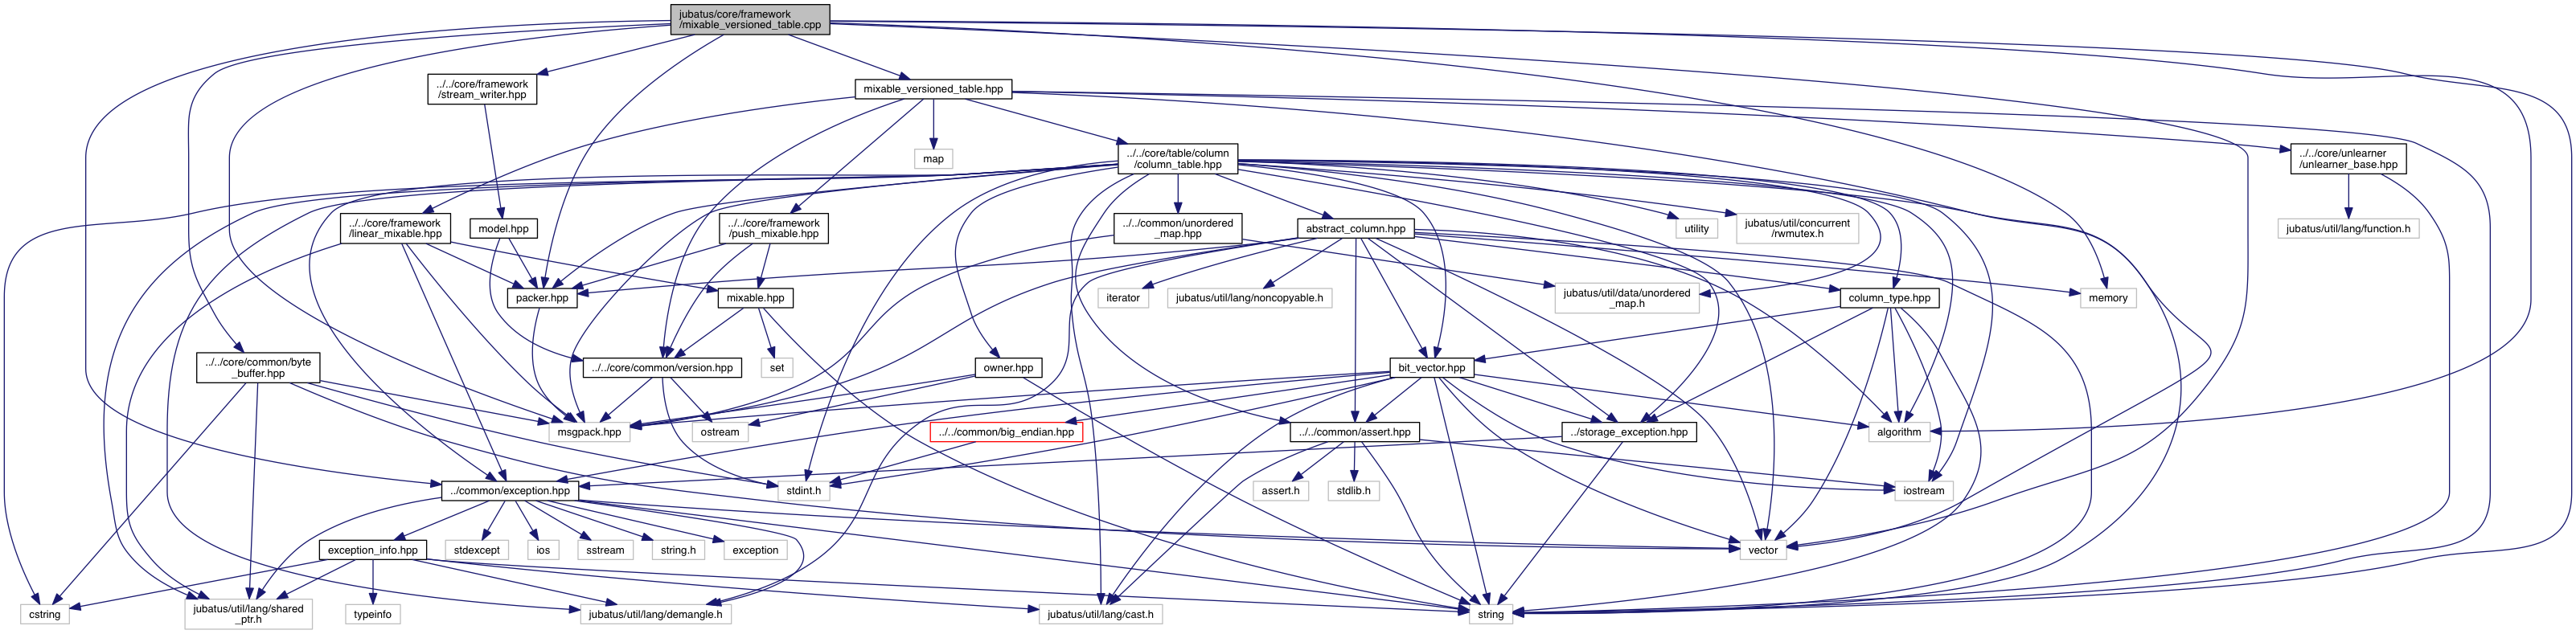 jubatus/core/framework
/mixable_versioned_table.cpp
../../core/framework
/stream_writer.hpp
mixable_versioned_table.hpp
map
../../core/table/column
/column_table.hpp
../../core/unlearner
/unlearner_base.hpp
../../core/framework
/linear_mixable.hpp
model.hpp
../../core/framework
/push_mixable.hpp
../../common/unordered
_map.hpp
abstract_column.hpp
utility
jubatus/util/concurrent
/rwmutex.h
jubatus/util/lang/function.h
packer.hpp
mixable.hpp
iterator
jubatus/util/lang/noncopyable.h
jubatus/util/data/unordered
_map.h
column_type.hpp
memory
../../core/common/byte
_buffer.hpp
../../core/common/version.hpp
set
owner.hpp
bit_vector.hpp
msgpack.hpp
ostream
../../common/big_endian.hpp
../../common/assert.hpp
../storage_exception.hpp
algorithm
../common/exception.hpp
stdint.h
assert.h
stdlib.h
iostream
exception_info.hpp
stdexcept
ios
sstream
string.h
exception
vector
cstring
jubatus/util/lang/shared
_ptr.h
typeinfo
jubatus/util/lang/demangle.h
jubatus/util/lang/cast.h
string